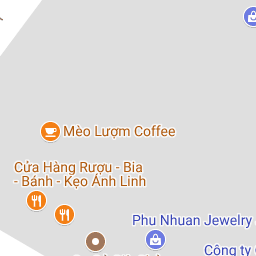 Mèo Lượm Coffee
Cửa Hàng Rượu - Bia
- Bánh - Kẹo Ánh Linh
Phu Nhuan Jewelry
Công ty